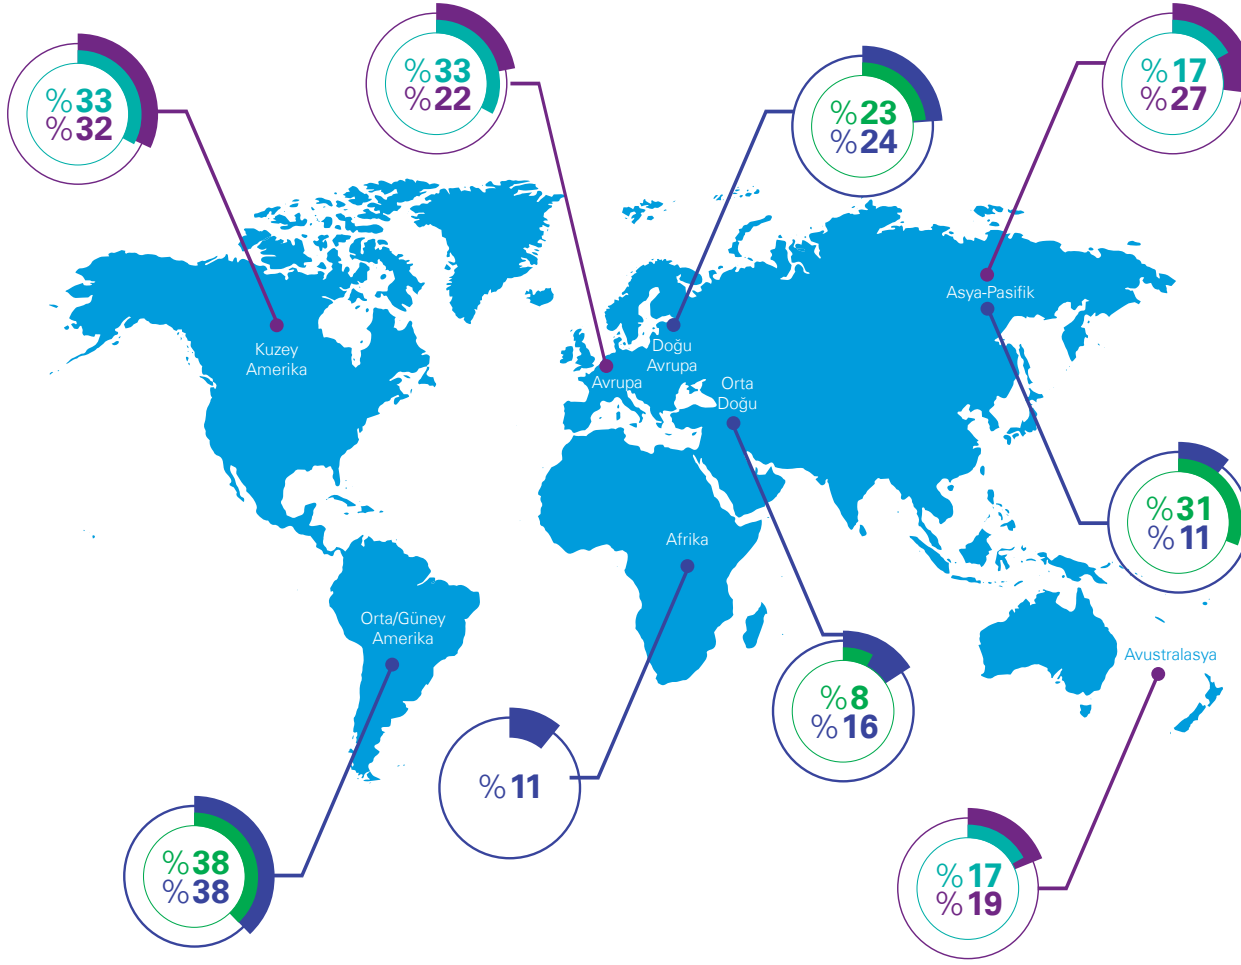 %33
%32
%33
%22
%23
%24
%17
%27
Asya-Pasifik
Kuzey
Amerika
Avrupa
Doğu
Avrupa
Orta
Doğu
%31
%11
Afrika
Orta/Güney
Amerika
Avustralasya
%8
%16
%11
%38
%38
%17
%19